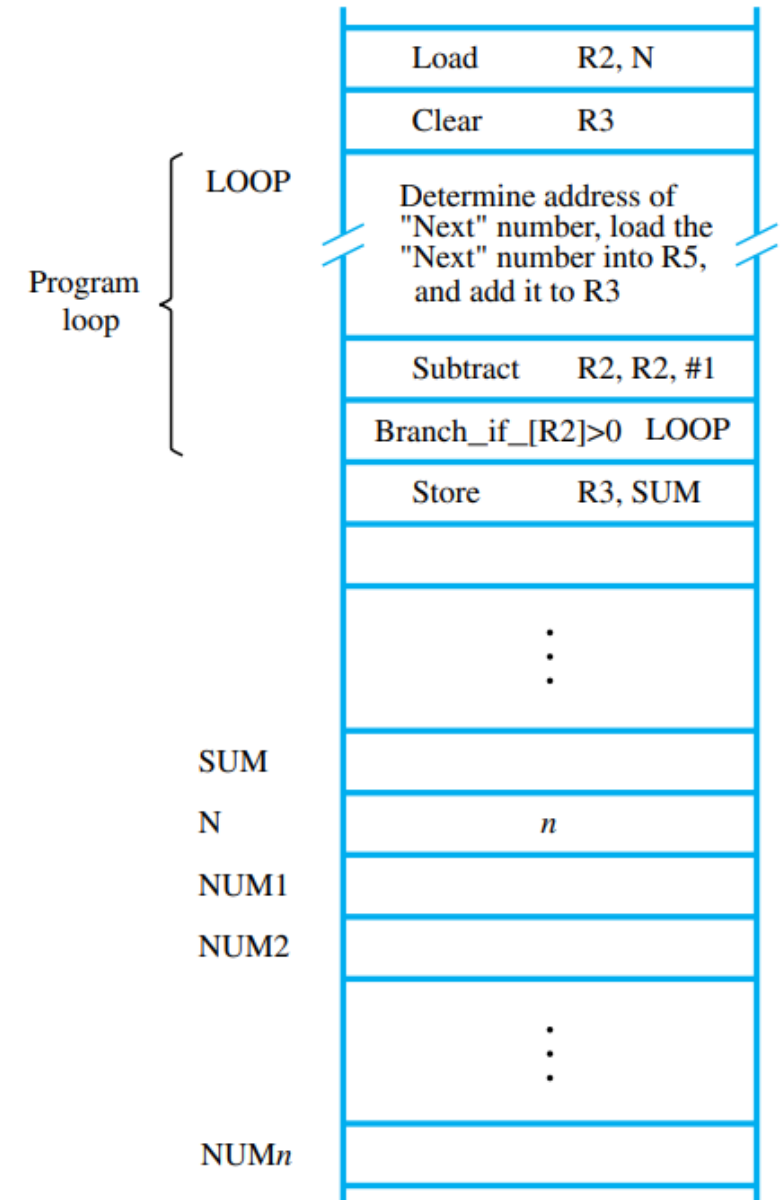 Load R2, N
Clear R3
LOOP
Determine address of
"Next" number, load the
"Next" number into R5,
and add it to R3
Program
loop
Subtract R2, R2, #1
Branch_if_[R2]>0 LOOP
Store R3, SUM
SUM
N n
NUM1
NUM2
NUMn